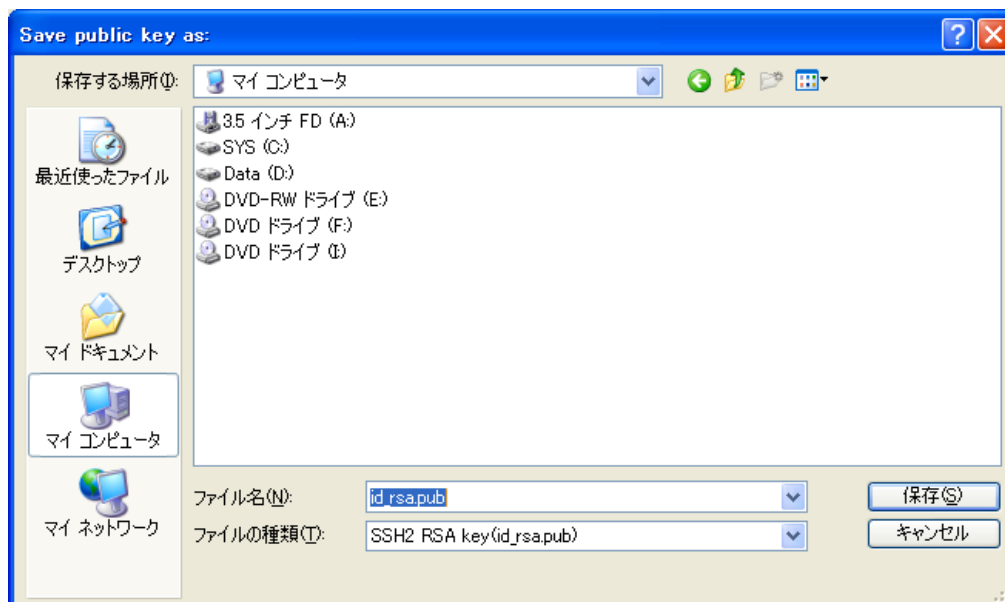 Save public key as:
保存する場所(I):
マイ コンピュータ
最近使ったファイル
デスクトップ
マイ ドキュメント
マイ コンピュータ
マイ ネットワーク
3.5 インチ FD (A:)
SYS (C:)
Data (D:)
DVD-RW ドライブ (E:)
DVD ドライブ (F:)
DVD ドライブ (I:)
ファイル名(N):
id_rsa.pub
保存(S)
ファイルの種類(T):
SSH2 RSA key(id_rsa.pub)
キャンセル